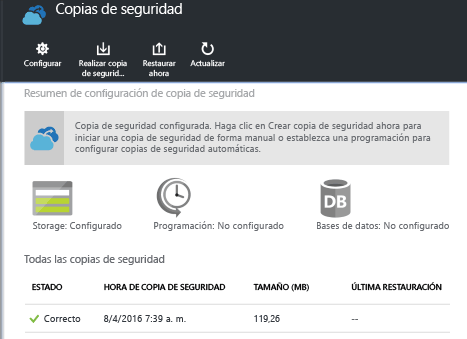 Copias de seguridad
Configurar
Realizar copia
de segurid...
Restaurar
ahora
Actualizar
Resumen de configuración de copia de seguridad
Copia de seguridad configurada. Haga clic en Crear copia de seguridad ahora para
iniciar una copia de seguridad de forma manual o establezca una programación para
configurar copias de seguridad automáticas.
DB
Storage: Configurado
Programación: No configurado
Bases de datos: No configurado
Todas las copias de seguridad
ESTADO HORA DE COPIA DE SEGURIDAD TAMAÑO (MB) ÚLTIMA RESTAURACIÓN
Correcto 8/4/2016 7:39 a. m. 119,26 --